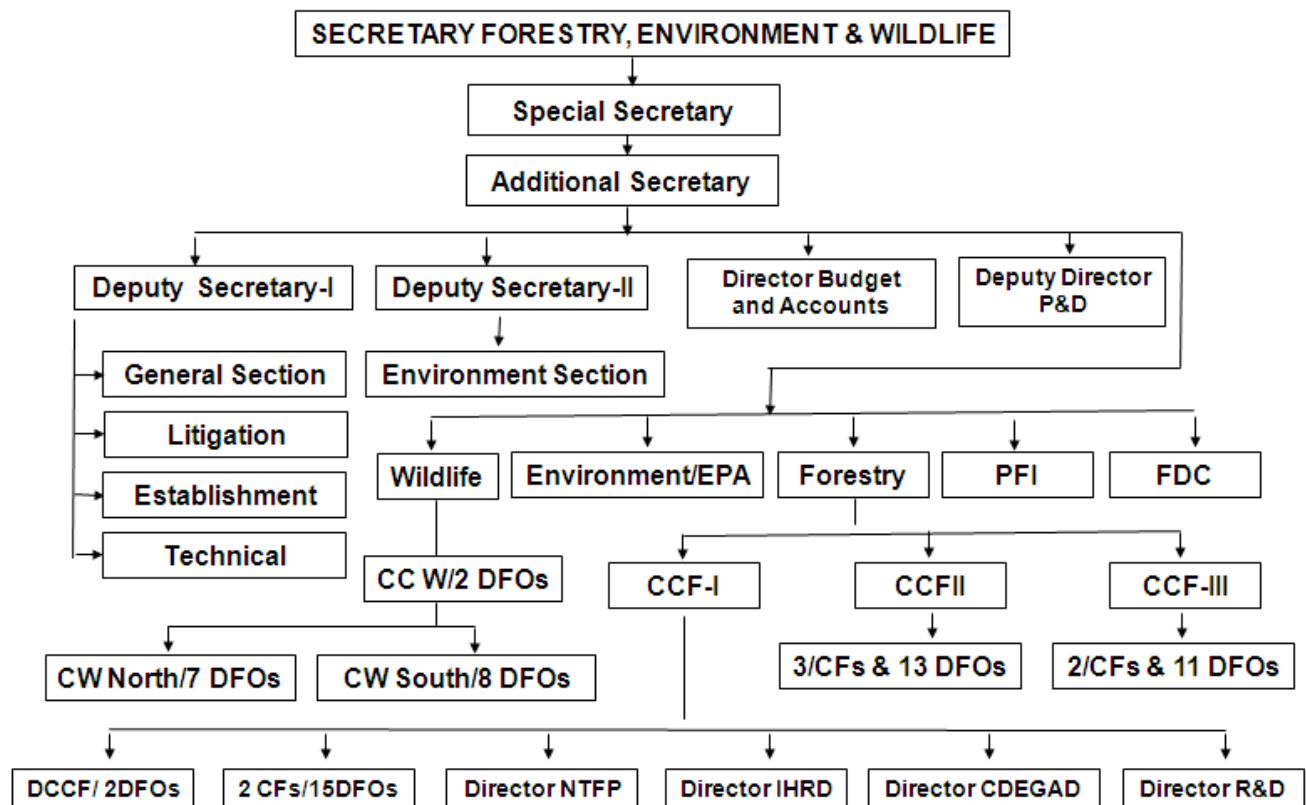 SECRETARY FORESTRY, ENVIRONMENT & WILDLIFE
Special Secretary
Additional Secretary
Deputy Secretary-I
Deputy Secretary-II
Director Budget
and Accounts
Deputy Director
P&D
General Section
Environment Section
Litigation
Establishment
Technical
Wildlife
Environment/EPA
Forestry
PFI
FDC
CC W/2 DFOs
CCF-I
CCFII
CCF-III
CW North/7 DFOs
CW South/8 DFOs
3/CFs & 13 DFOs
2/CFs & 11 DFOs
DCCF/ 2DFOs
2 CFs/15DFOs
Director NTFP
Director IHRD
Director CDEGAD
Director R&D